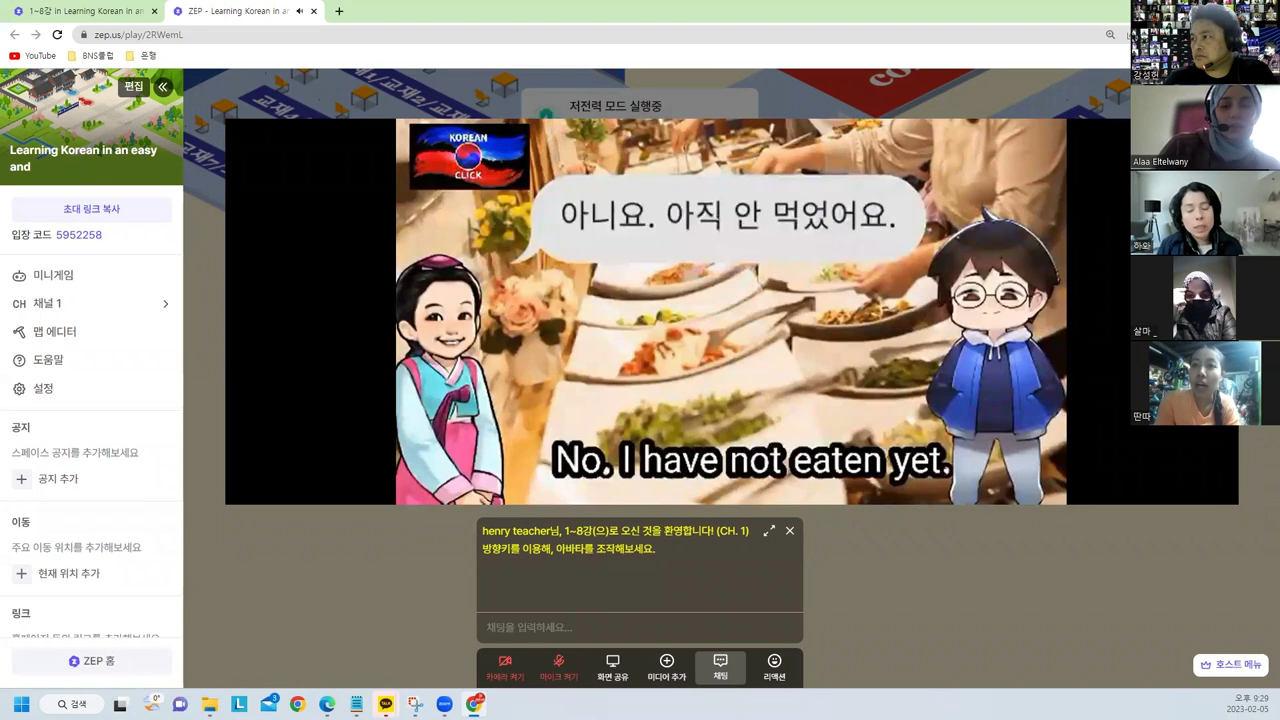 1~8강 in Learning Korean in an e
ZEP - Learning Korean in an
zep.us/play/2RWemL
YouTube
BNS클럽
은행
편집
Learning Korean in an easy
and
초대 링크 복사
입장 코드 5952258
미니게임
CH 채널 1
맵 에디터
도움말
설정
공지
스페이스 공지를 추가해보세요
공지 추가
이동
주요 이동 위치를 추가해보세요
현재 위치 추가
링크
ZEP 홈
저전력 모드 실행중
KOREAN
CLICK
아니요. 아직 안 먹었어요.
No. I have not eaten yet.
henry teacher님, 1~8강(으)로 오신 것을 환영합니다! (CH. 1)
방향키를 이용해, 아바타를 조작해보세요.
채팅을 입력하세요...
카메라 켜기
마이크 켜기
화면 공유
미디어 추가
채팅
리액션
호스트 메뉴
강성헌
Alaa Eltelwany
하와
살마 _
딴따
검색
0°
3
TALK
zoom
오후 9:29
2023-02-05